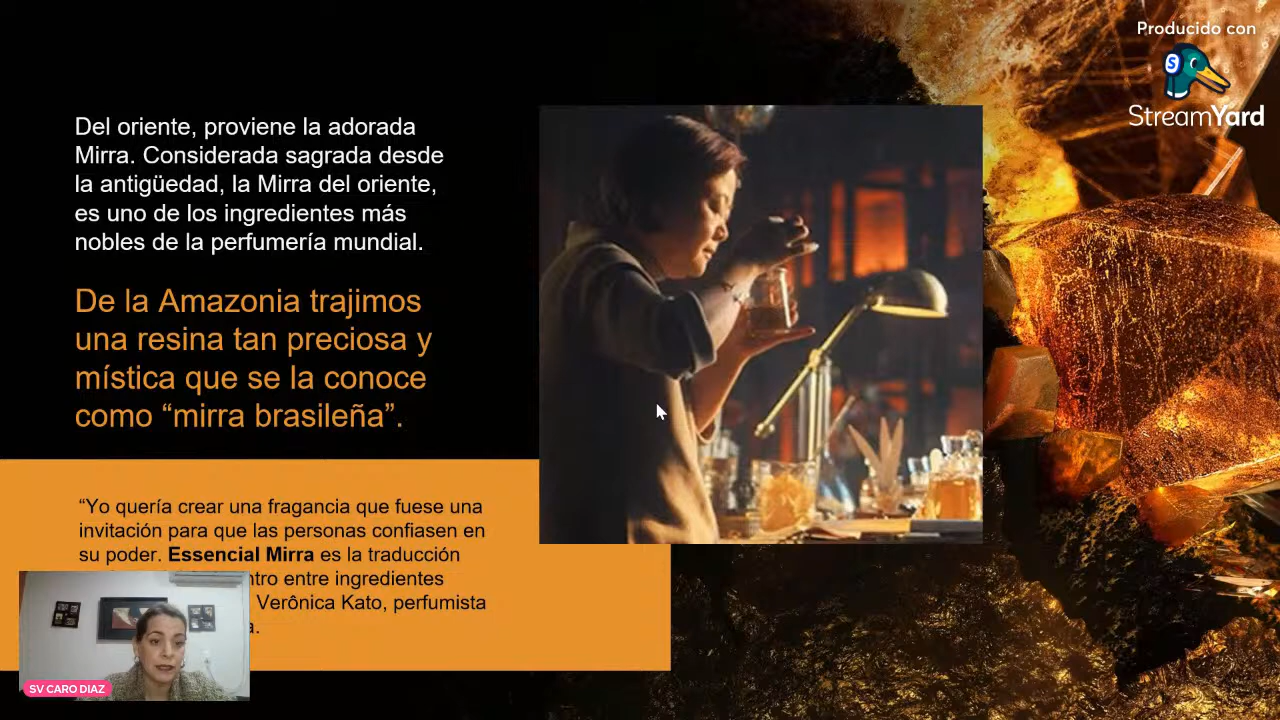 Producido con
StreamYard
Del oriente, proviene la adorada
Mirra. Considerada sagrada desde
la antigüedad, la Mirra del oriente,
es uno de los ingredientes más
nobles de la perfumería mundial.
De la Amazonia trajimos
una resina tan preciosa y
mística que se la conoce
como “mirra brasileña”.
“Yo quería crear una fragancia que fuese una
invitación para que las personas confiasen en
su poder. Essencial Mirra es la traducción
entre ingredientes
Verônica Kato, perfumista
SV CARO DIAZ